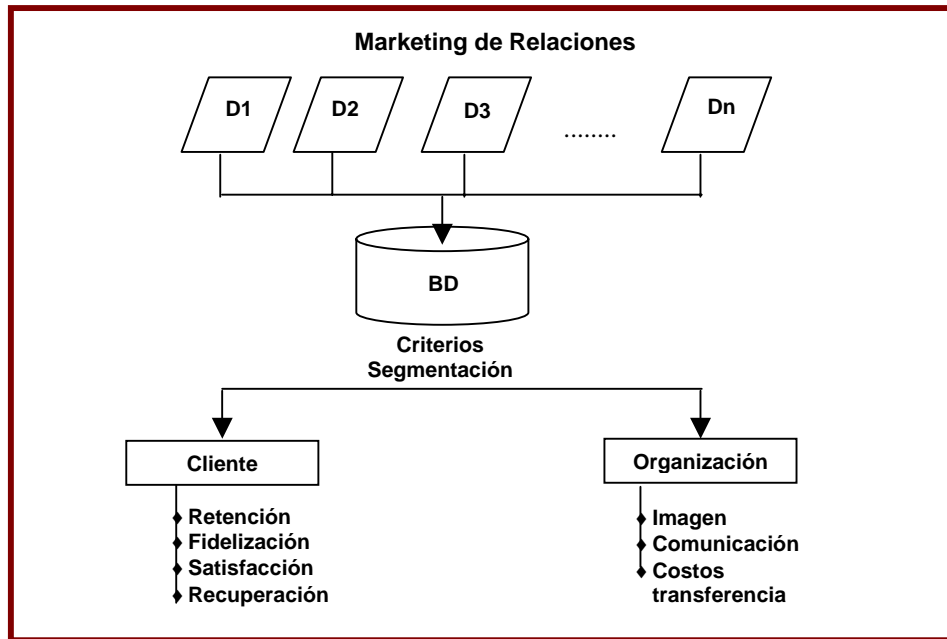 Marketing de Relaciones
D1 D2 D3 ........ Dn
BD
Criterios
Segmentación
Cliente
Retención
Fidelización
Satisfacción
Recuperación
Organización
Imagen
Comunicación
Costos
transferencia